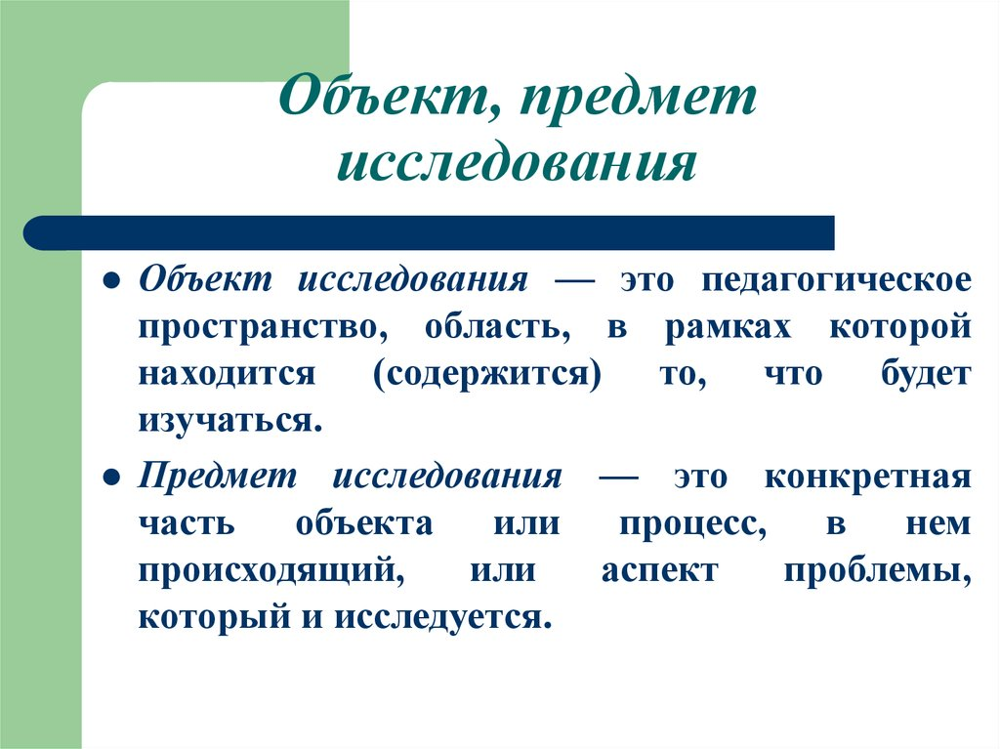 Объект, предмет
исследования
Объект исследования — это педагогическое
пространство, область, в рамках которой
находится (содержится) то, что будет
изучаться.
Предмет исследования — это конкретная
часть объекта или процесс, в нем
происходящий, или аспект проблемы,
который и исследуется.